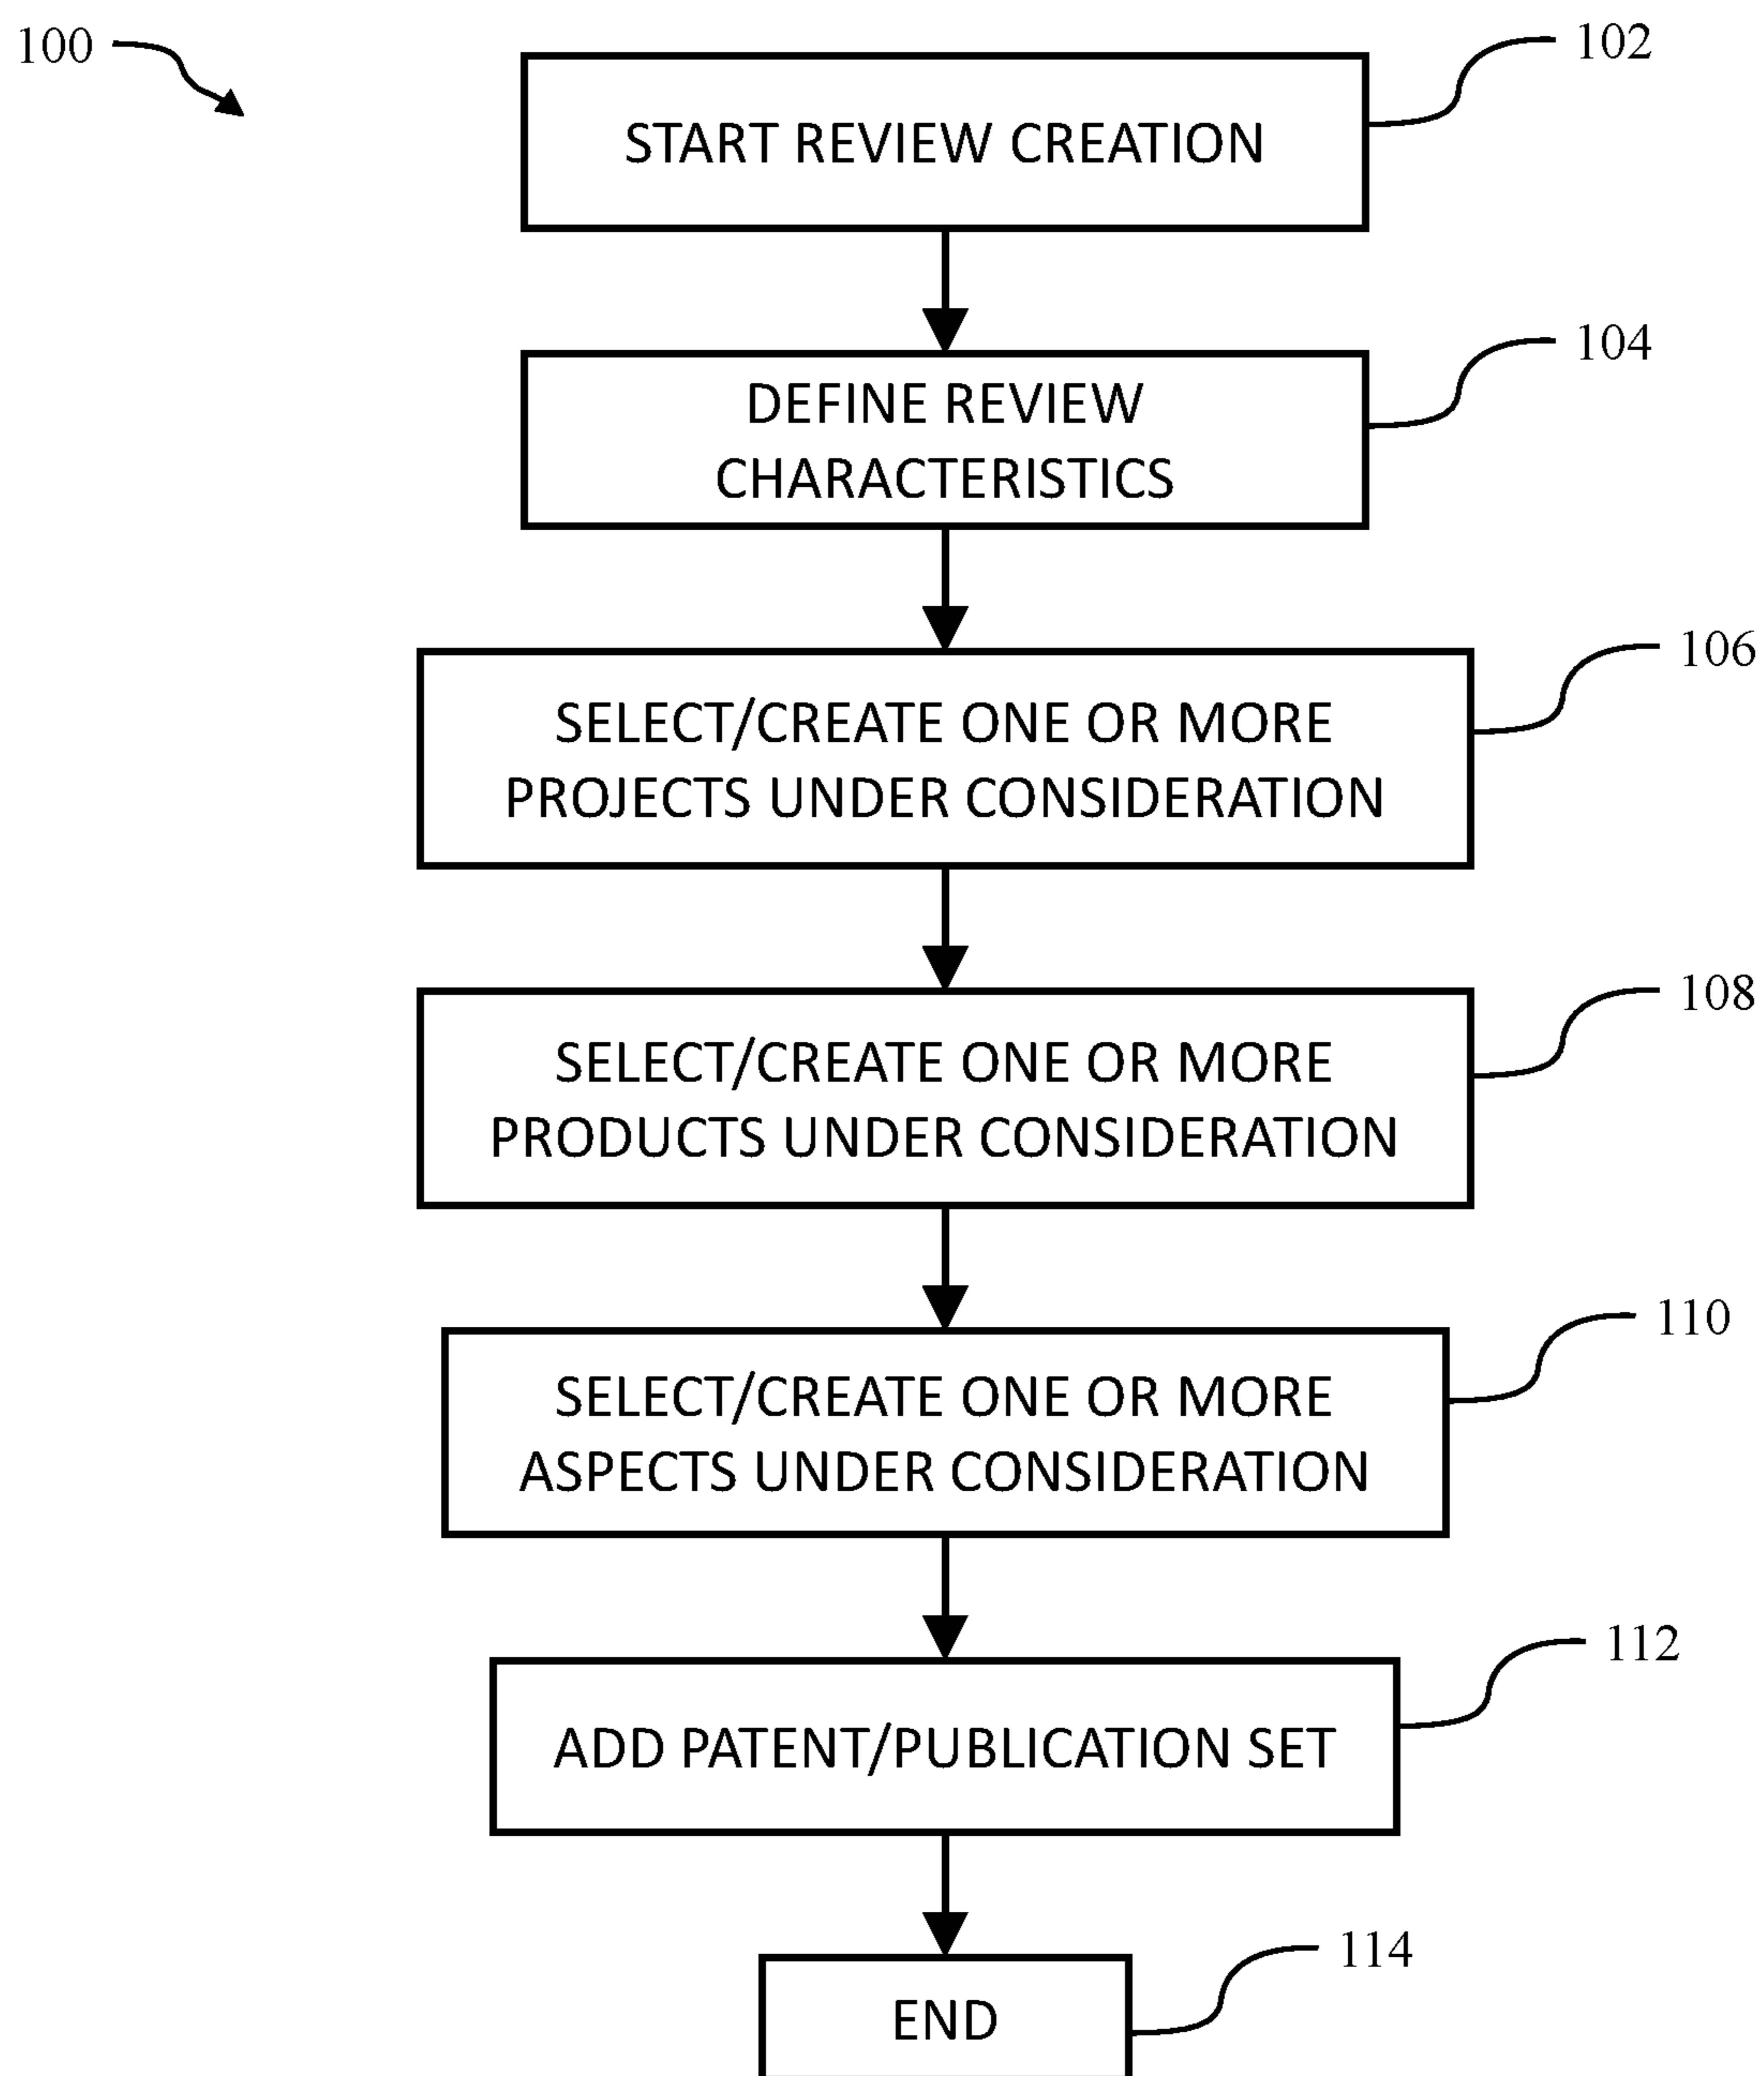 100
102
START REVIEW CREATION
104
DEFINE REVIEW
CHARACTERISTICS
106
SELECT/CREATE ONE OR MORE
PROJECTS UNDER CONSIDERATION
108
SELECT/CREATE ONE OR MORE
PRODUCTS UNDER CONSIDERATION
110
SELECT/CREATE ONE OR MORE
ASPECTS UNDER CONSIDERATION
112
ADD PATENT/PUBLICATION SET
114
END